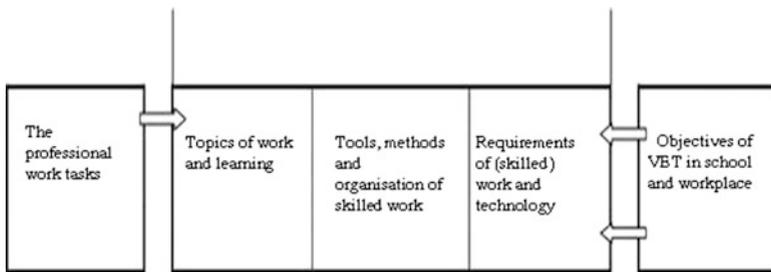 The
professional
work tasks
Topics of work
and learning
Tools, methods
and
organisation of
skilled work
Requirements
of (skilled)
work and
technology
Objectives of
VET in school
and workplace